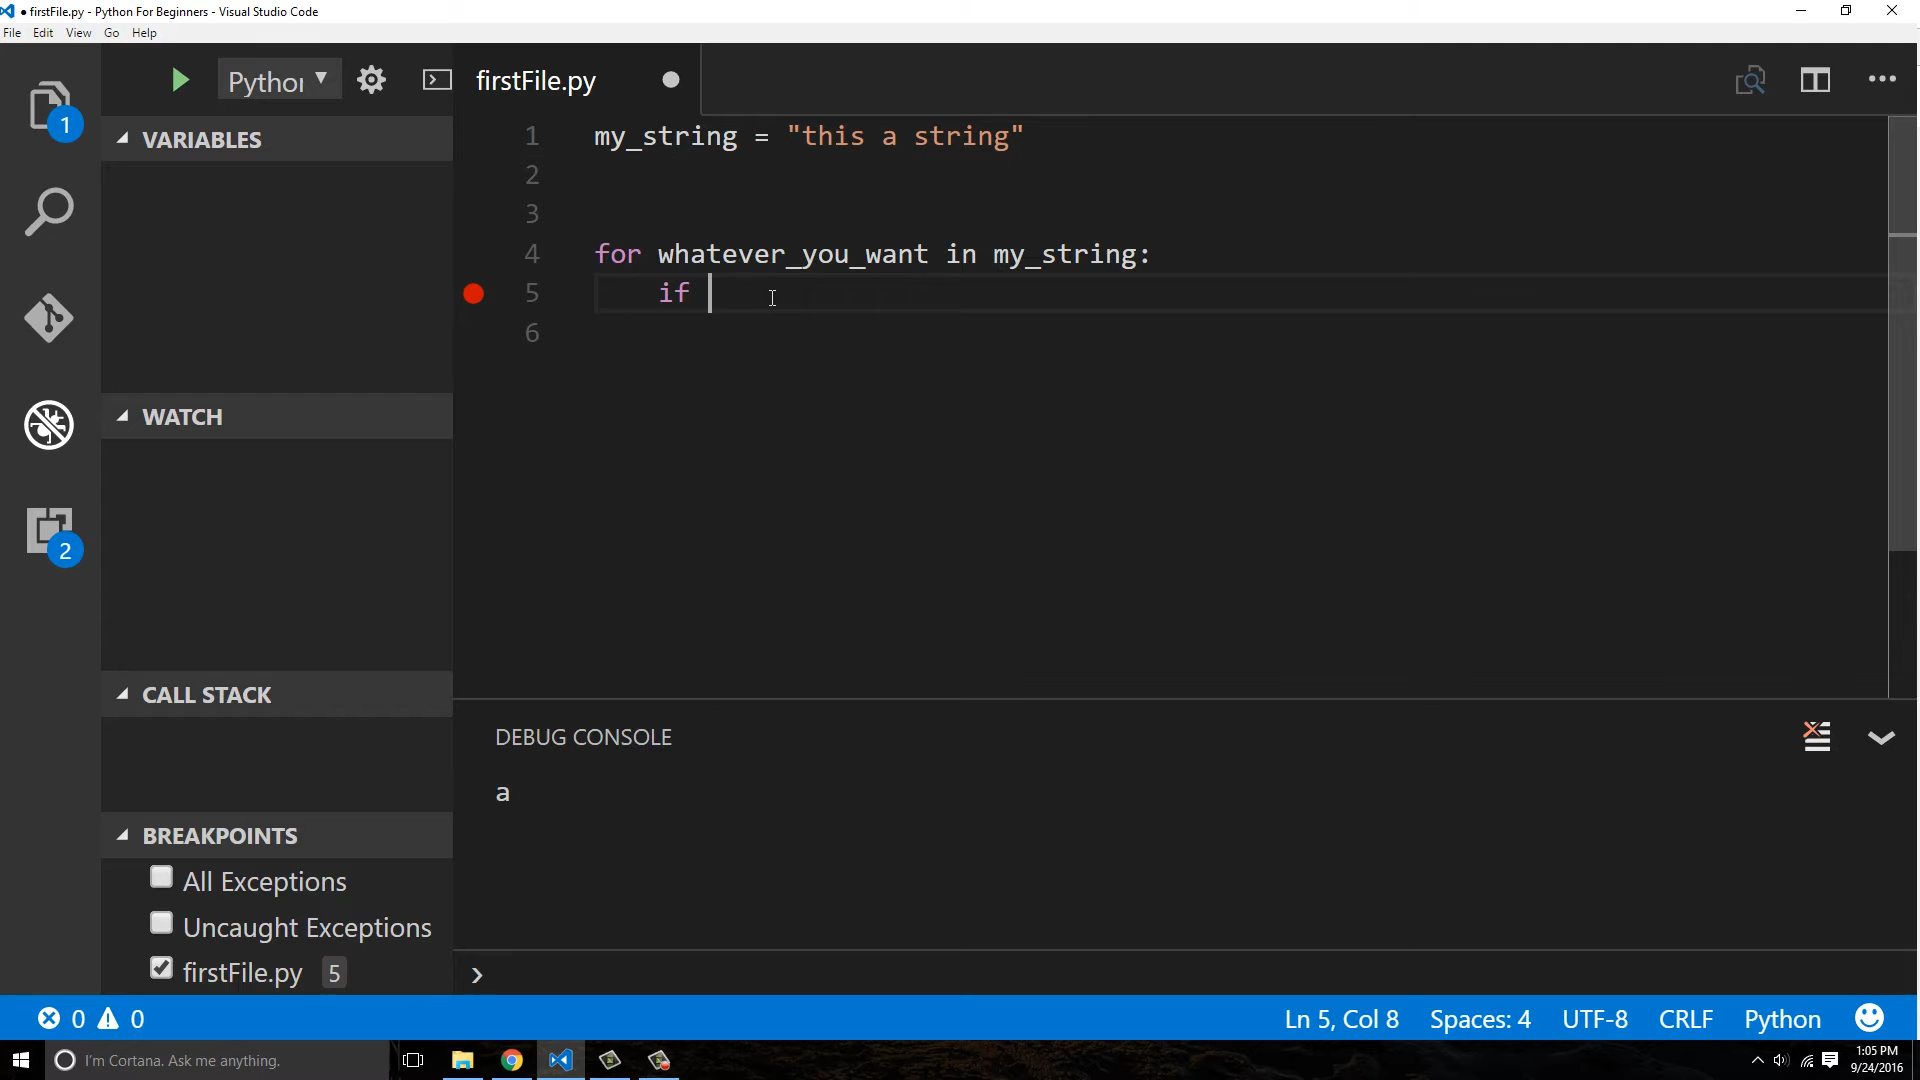 ● firstFile.py - Python For Beginners - Visual Studio Code
File Edit View Go Help
firstFile.py
1
VARIABLES
1 my_string = "this a string"
2
3
4 for whatever_you_want in my_string:
5 if
6
WATCH
2
CALL STACK
DEBUG CONSOLE
a
BREAKPOINTS
All Exceptions
Uncaught Exceptions
firstFile.py 5
0 0
Ln 5, Col 8 Spaces: 4 UTF-8 CRLF Python
I'm Cortana. Ask me anything.
1:05 PM
9/24/2016